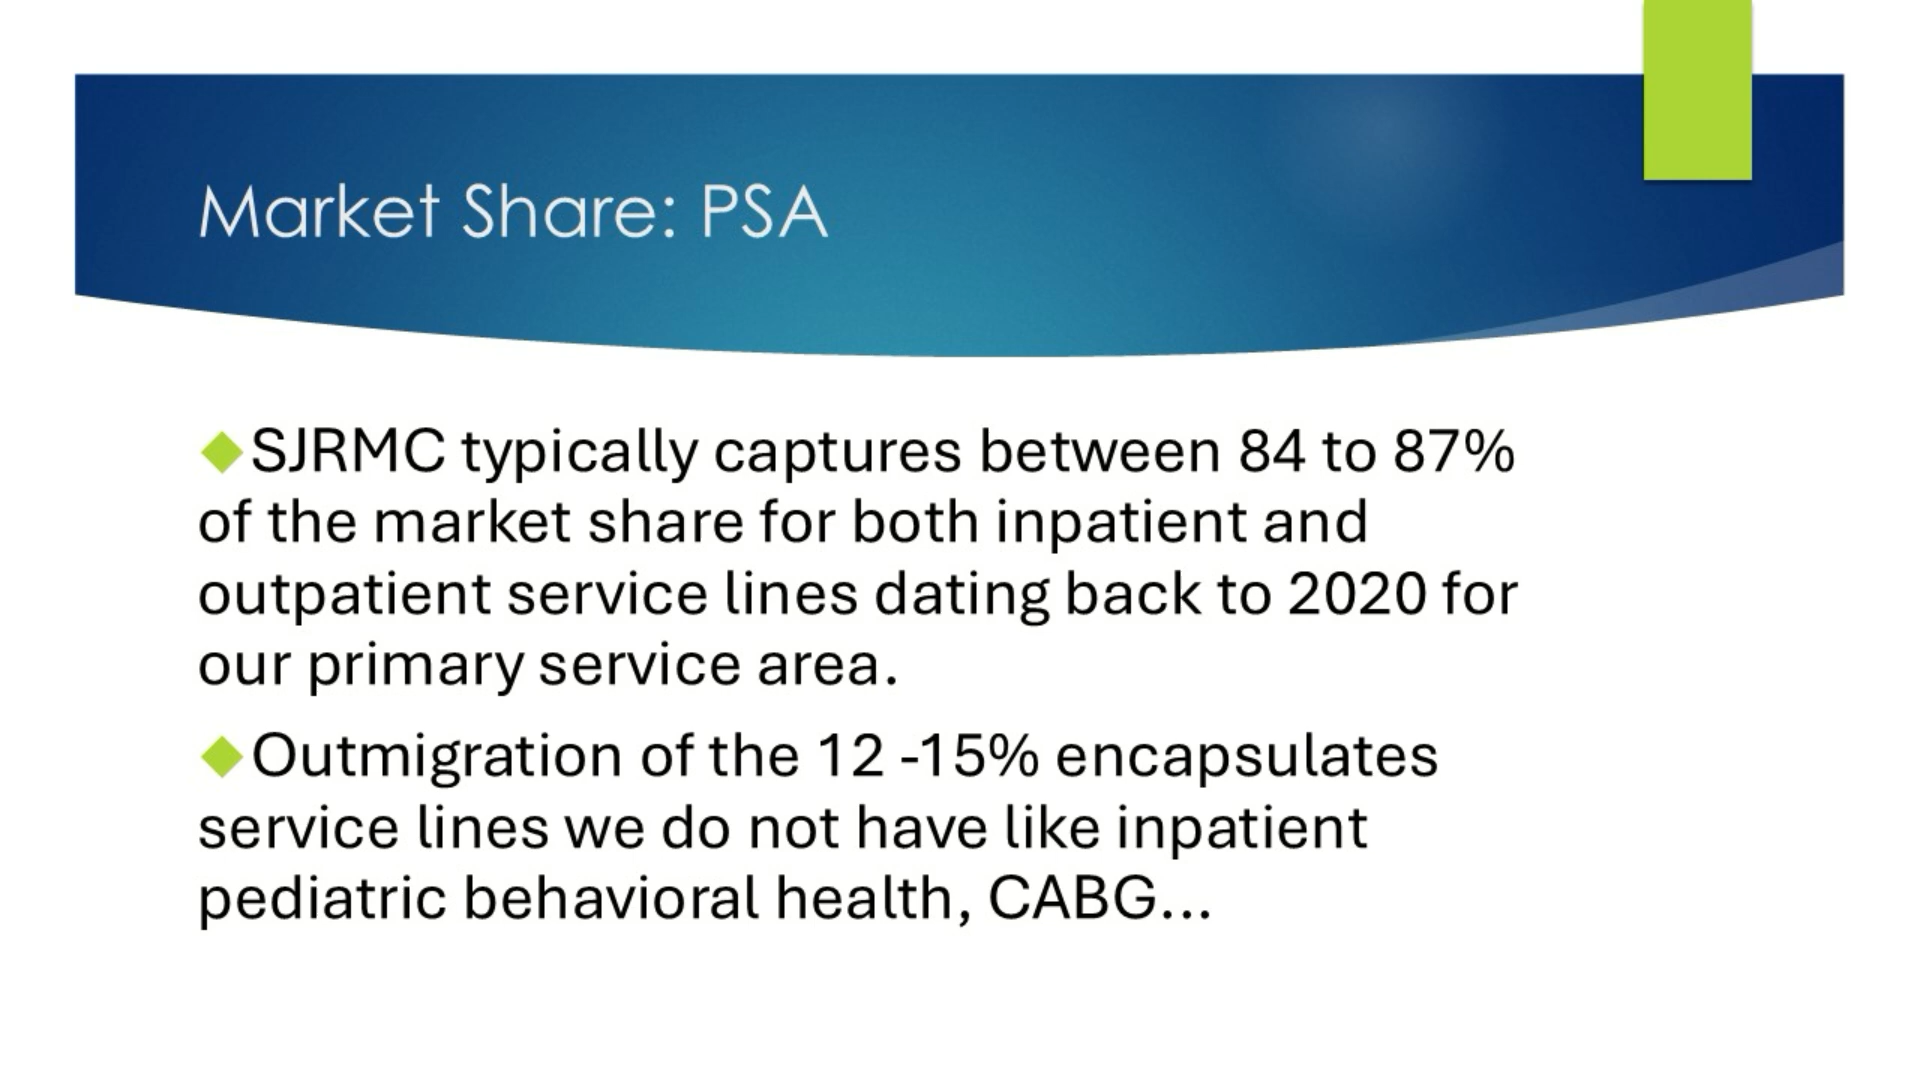 Market Share: PSA
SJRMC typically captures between 84 to 87%
of the market share for both inpatient and
outpatient service lines dating back to 2020 for
our primary service area.
Outmigration of the 12 -15% encapsulates
service lines we do not have like inpatient
pediatric behavioral health, CABG...